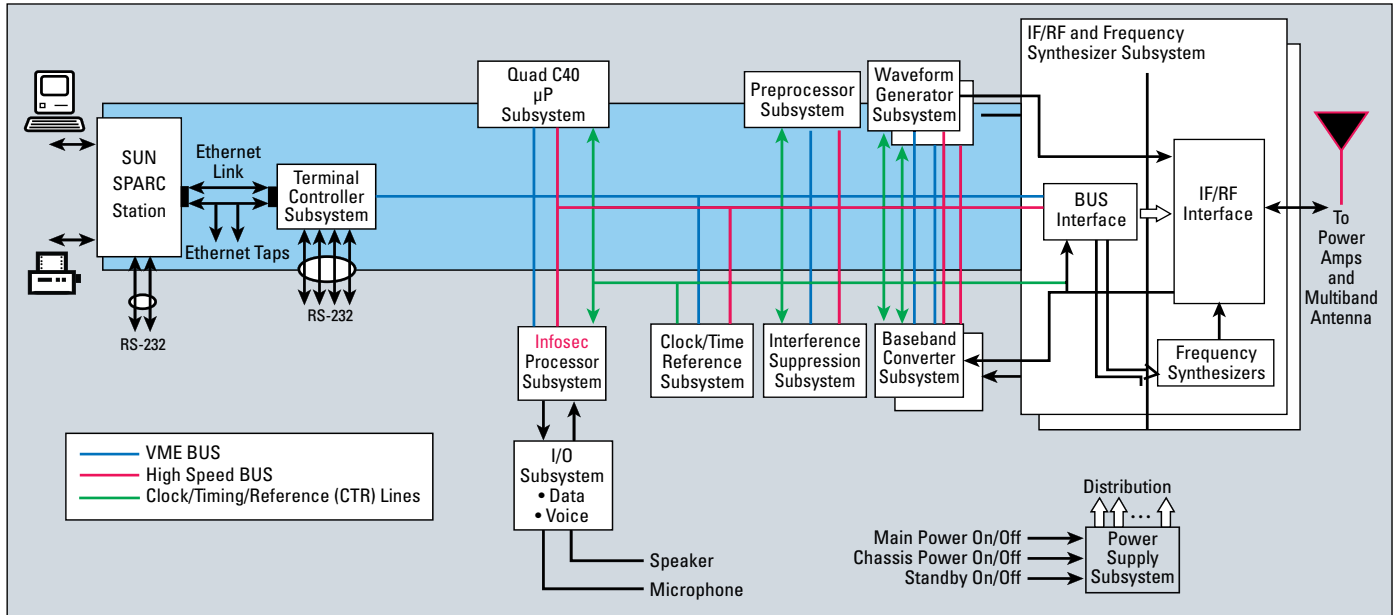 IF/RF and Frequency
Synthesizer Subsystem
Quad C40
µP
Subsystem
Preprocessor
Subsystem
Waveform
Generator
Subsystem
SUN
SPARC
Station
Ethernet
Link
Ethernet Taps
Terminal
Controller
Subsystem
RS-232
RS-232
BUS
Interface
IF/RF
Interface
To
Power
Amps
and
Multiband
Antenna
Infosec
Processor
Subsystem
Clock/Time
Reference
Subsystem
Interference
Suppression
Subsystem
Baseband
Converter
Subsystem
Frequency
Synthesizers
VME BUS
High Speed BUS
Clock/Timing/Reference (CTR) Lines
I/O
Subsystem
• Data
• Voice
Speaker
Microphone
Distribution
...
Main Power On/Off
Chassis Power On/Off
Standby On/Off
Power
Supply
Subsystem